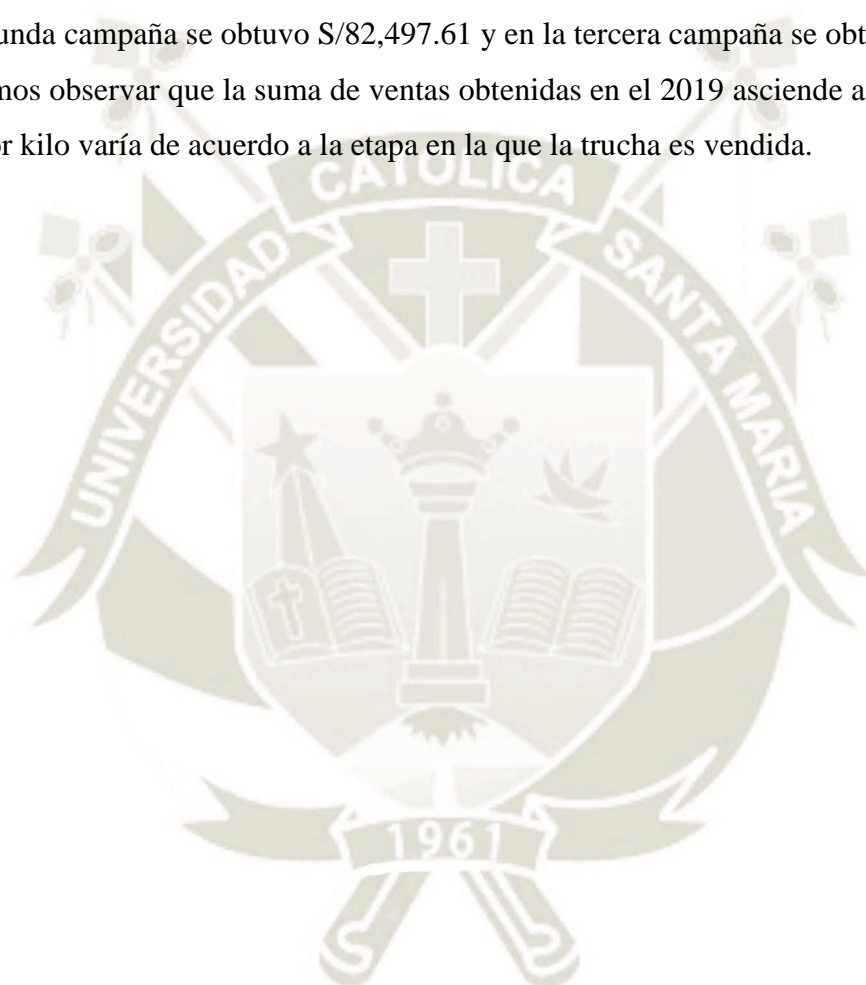 unda campaña se obtuvo S/82,497.61 y en la tercera campaña se obt
mos observar que la suma de ventas obtenidas en el 2019 asciende a
r kilo varía de acuerdo a la etapa en la que la trucha es vendida.
CATOLICA
UNIVERSIDAD
SANTA MARIA
1961